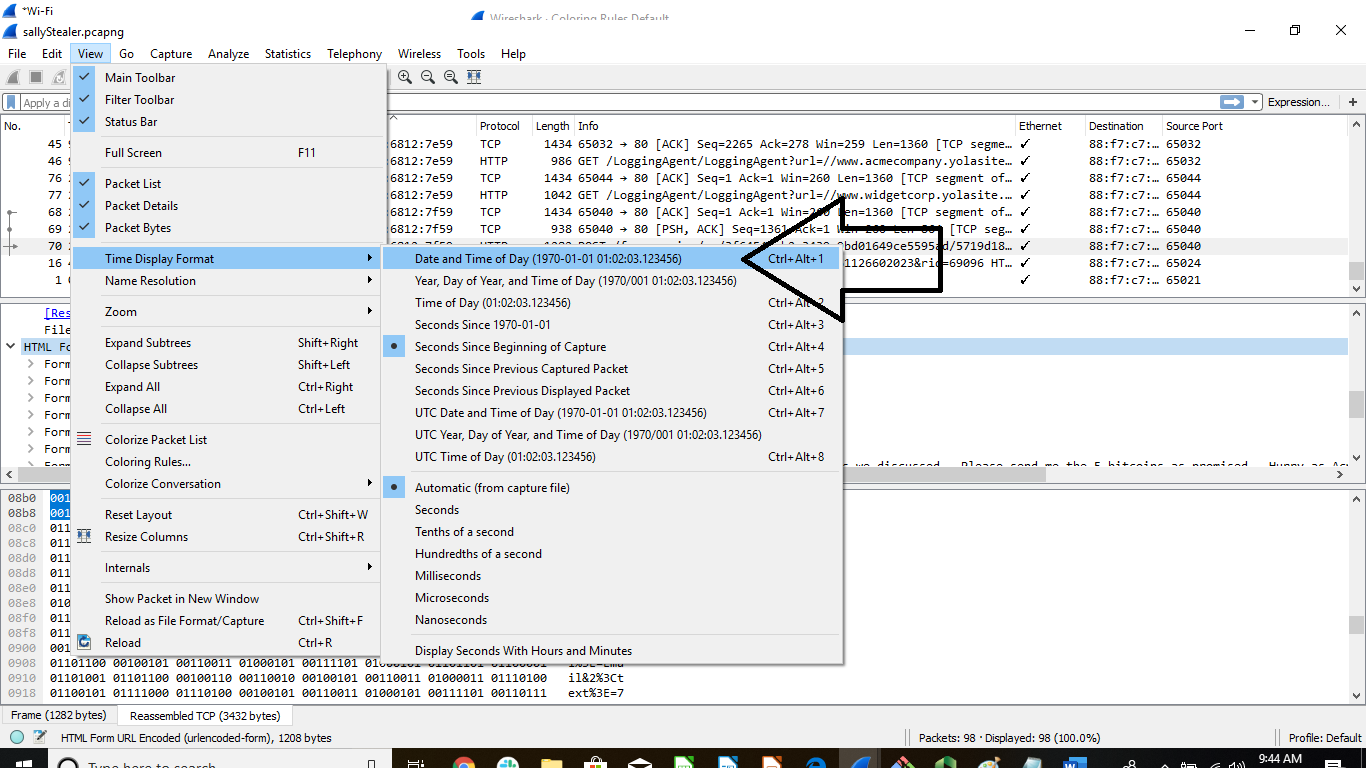 *Wi-Fi
Wireshark · Coloring Rules Default
sallyStealer.pcapng
File Edit View Go Capture Analyze Statistics Telephony Wireless Tools Help
Apply a di
Expression... +
No. Protocol Length Info Ethernet Destination Source Port
45 6812:7e59 TCP 1434 65032 → 80 [ACK] Seq=2265 Ack=278 Win=259 Len=1360 [TCP segme… ✓ 88:f7:c7:… 65032
46 6812:7e59 HTTP 986 GET /LoggingAgent/LoggingAgent?url=//www.acmecompany.yolasite… ✓ 88:f7:c7:… 65032
76 6812:7e59 TCP 1434 65044 → 80 [ACK] Seq=1 Ack=1 Win=260 Len=1360 [TCP segment of… ✓ 88:f7:c7:… 65044
77 6812:7e59 HTTP 1042 GET /LoggingAgent/LoggingAgent?url=//www.widgetcorp.yolasite.… ✓ 88:f7:c7:… 65044
68 6812:7f59 TCP 1434 65040 → 80 [ACK] Seq=1 Ack=1 Win= Len=1360 [TCP segment of… ✓ 88:f7:c7:… 65040
69 6812:7f59 TCP 938 65040 → 80 [PSH, ACK] Seq=1361 Ack=1 Win [TCP seg… ✓ 88:f7:c7:… 65040
70 ✓ 88:f7:c7:… 65040
16 1126602023&rid=69096 HT… ✓ 88:f7:c7:… 65024
1 ✓ 88:f7:c7:… 65021
Main Toolbar
Filter Toolbar
Status Bar
Full Screen F11
Packet List
Packet Details
Packet Bytes
Time Display Format
Name Resolution
Zoom
Expand Subtrees Shift+Right
Collapse Subtrees Shift+Left
Expand All Ctrl+Right
Collapse All Ctrl+Left
Colorize Packet List
Coloring Rules...
Colorize Conversation
Reset Layout Ctrl+Shift+W
Resize Columns Ctrl+Shift+R
Internals
Show Packet in New Window
Reload as File Format/Capture Ctrl+Shift+F
Reload Ctrl+R
Date and Time of Day (1970-01-01 01:02:03.123456) Ctrl+Alt+1
Year, Day of Year, and Time of Day (1970/001 01:02:03.123456)
Time of Day (01:02:03.123456) Ctrl+Alt+2
Seconds Since 1970-01-01 Ctrl+Alt+3
Seconds Since Beginning of Capture Ctrl+Alt+4
Seconds Since Previous Captured Packet Ctrl+Alt+5
Seconds Since Previous Displayed Packet Ctrl+Alt+6
UTC Date and Time of Day (1970-01-01 01:02:03.123456) Ctrl+Alt+7
UTC Year, Day of Year, and Time of Day (1970/001 01:02:03.123456)
UTC Time of Day (01:02:03.123456) Ctrl+Alt+8
Automatic (from capture file)
Seconds
Tenths of a second
Hundredths of a second
Milliseconds
Microseconds
Nanoseconds
Display Seconds With Hours and Minutes
[Res
File
HTML Fo
Form
Form
Form
Form
Form
Form
Form
s we discussed. Please send me the 5 bitcoins as promised. Hurry as Ac
08b0 001
08b8 001
08c0 011
08c8 011
08d0 011
08d8 011
08e0 011
08e8 010
08f0 011
08f8 011
0900 001
0908 01101100 00100101 00110011 01000101 00111101 01000101 01101101 01100001 l%3E=Ema
0910 01101001 01101100 00100110 00100101 00110010 00110011 01000011 01110100 il&2%3Ct
0918 01100101 01111000 01110100 00100101 00110011 01000101 00111101 00110111 ext%3E=7
Frame (1282 bytes) Reassembled TCP (3432 bytes)
HTML Form URL Encoded (urlencoded-form), 1208 bytes Packets: 98 · Displayed: 98 (100.0%) Profile: Default
Type here to search
9:44 AM